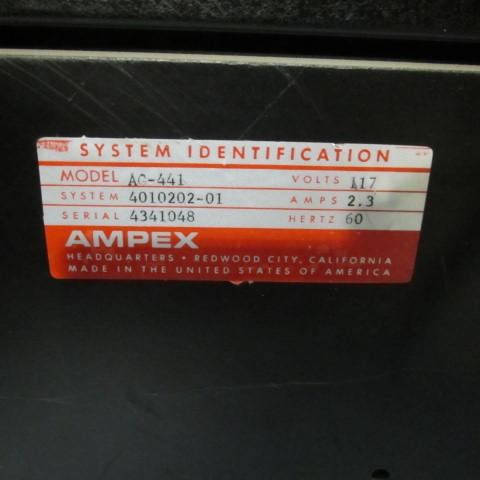 SYSTEM IDENTIFICATION
MODEL AG-441 VOLTS 117
SYSTEM 4010202-01 AMPS 2.3
SERIAL 4341048 HERTZ 60
AMPEX
HEADQUARTERS • REDWOOD CITY, CALIFORNIA
MADE IN THE UNITED STATES OF AMERICA